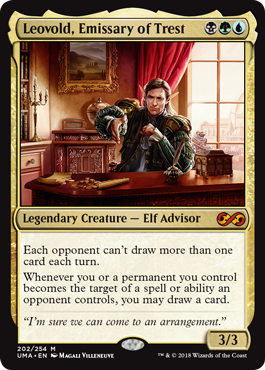 Leovold, Emissary of Trest
Legendary Creature — Elf Advisor
Each opponent can't draw more than
one card each turn.
Whenever you or a permanent you control
becomes the target of a spell or ability an
opponent controls, you may draw a card.
"I'm sure we can come to an arrangement."
3/3
202/254 M
UMA • EN MAGALI VILLENEUVE
™ & © 2018 Wizards of the Coast